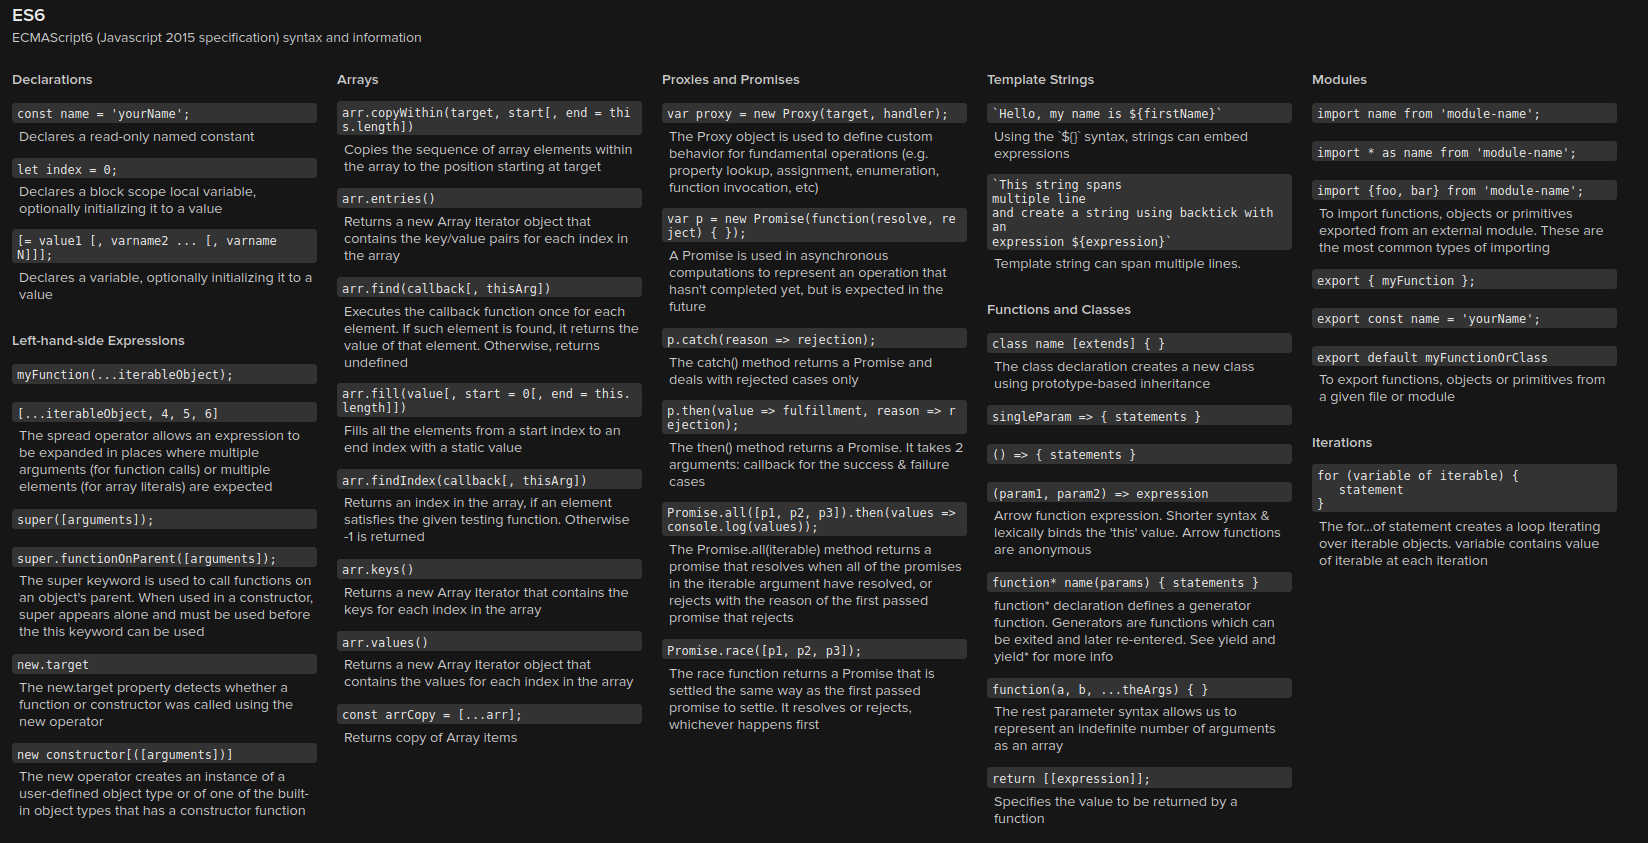 ES6
ECMAScript6 (Javascript 2015 specification) syntax and information
Declarations
const name = 'yourName';
Declares a read-only named constant
let index = 0;
Declares a block scope local variable,
optionally initializing it to a value
[= value1 [, varname2 ... [, varname
N]]];
Declares a variable, optionally initializing it to a
value
Left-hand-side Expressions
myFunction(...iterableObject);
[...iterableObject, 4, 5, 6]
The spread operator allows an expression to
be expanded in places where multiple
arguments (for function calls) or multiple
elements (for array literals) are expected
super([arguments]);
super.functionOnParent([arguments]);
The super keyword is used to call functions on
an object's parent. When used in a constructor,
super appears alone and must be used before
the this keyword can be used
new.target
The new.target property detects whether a
function or constructor was called using the
new operator
new constructor[([arguments])]
The new operator creates an instance of a
user-defined object type or of one of the built-
in object types that has a constructor function
Arrays
arr.copyWithin(target, start[, end = thi
s.length])
Copies the sequence of array elements within
the array to the position starting at target
arr.entries()
Returns a new Array Iterator object that
contains the key/value pairs for each index in
the array
arr.find(callback[, thisArg])
Executes the callback function once for each
element. If such element is found, it returns the
value of that element. Otherwise, returns
undefined
arr.fill(value[, start = 0[, end = this.
length]])
Fills all the elements from a start index to an
end index with a static value
arr.findIndex(callback[, thisArg])
Returns an index in the array, if an element
satisfies the given testing function. Otherwise
-1 is returned
arr.keys()
Returns a new Array Iterator that contains the
keys for each index in the array
arr.values()
Returns a new Array Iterator object that
contains the values for each index in the array
const arrCopy = [...arr];
Returns copy of Array items
Proxies and Promises
var proxy = new Proxy(target, handler);
The Proxy object is used to define custom
behavior for fundamental operations (e.g.
property lookup, assignment, enumeration,
function invocation, etc)
var p = new Promise(function(resolve, re
ject) { });
A Promise is used in asynchronous
computations to represent an operation that
hasn't completed yet, but is expected in the
future
p.catch(reason => rejection);
The catch() method returns a Promise and
deals with rejected cases only
p.then(value => fulfillment, reason => r
ejection);
The then() method returns a Promise. It takes 2
arguments: callback for the success & failure
cases
Promise.all([p1, p2, p3]).then(values =>
console.log(values));
The Promise.all(iterable) method returns a
promise that resolves when all of the promises
in the iterable argument have resolved, or
rejects with the reason of the first passed
promise that rejects
Promise.race([p1, p2, p3]);
The race function returns a Promise that is
settled the same way as the first passed
promise to settle. It resolves or rejects,
whichever happens first
Template Strings
`Hello, my name is ${firstName}`
Using the `${}` syntax, strings can embed
expressions
`This string spans
multiple line
and create a string using backtick with
an
expression ${expression}`
Template string can span multiple lines.
Functions and Classes
class name [extends] { }
The class declaration creates a new class
using prototype-based inheritance
singleParam => { statements }
() => { statements }
(param1, param2) => expression
Arrow function expression. Shorter syntax &
lexically binds the 'this' value. Arrow functions
are anonymous
function* name(params) { statements }
function* declaration defines a generator
function. Generators are functions which can
be exited and later re-entered. See yield and
yield* for more info
function(a, b, ...theArgs) { }
The rest parameter syntax allows us to
represent an indefinite number of arguments
as an array
return [[expression]];
Specifies the value to be returned by a
function
Modules
import name from 'module-name';
import * as name from 'module-name';
import {foo, bar} from 'module-name';
To import functions, objects or primitives
exported from an external module. These are
the most common types of importing
export { myFunction };
export const name = 'yourName';
export default myFunctionOrClass
To export functions, objects or primitives from
a given file or module
Iterations
for (variable of iterable) {
   statement
}
The for...of statement creates a loop Iterating
over iterable objects. variable contains value
of iterable at each iteration